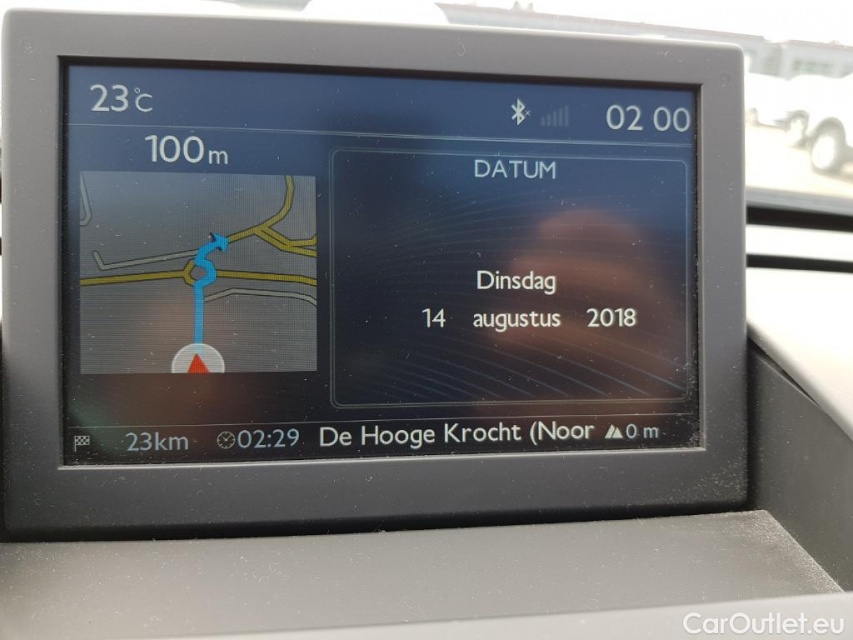 23°C 02 00
100m
DATUM
Dinsdag
14 augustus 2018
23km 02:29 De Hooge Krocht (Noor 0 m
CarOutlet.eu